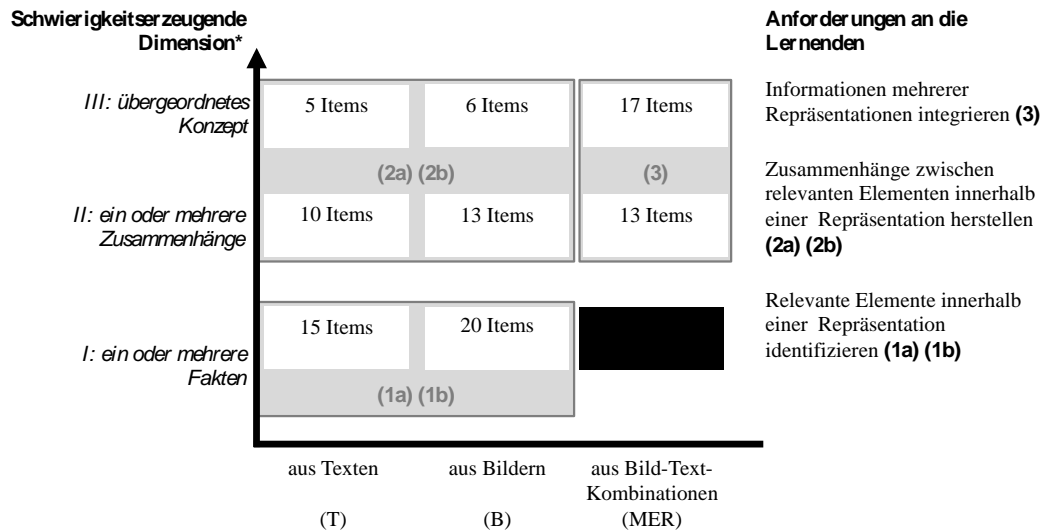 Schwierigkeitserzeugende
Dimension*
Anforderungen an die
Lernenden
III: übergeordnetes
Konzept
5 Items
6 Items
17 Items
Informationen mehrerer
Repräsentationen integrieren (3)
(2a) (2b)
(3)
Zusammenhänge zwischen
relevanten Elementen innerhalb
einer Repräsentation herstellen
(2a) (2b)
II: ein oder mehrere
Zusammenhänge
10 Items
13 Items
13 Items
Relevante Elemente innerhalb
einer Repräsentation
identifizieren (1a) (1b)
I: ein oder mehrere
Fakten
15 Items
20 Items
(1a) (1b)
aus Texten
(T)
aus Bildern
(B)
aus Bild-Text-
Kombinationen
(MER)